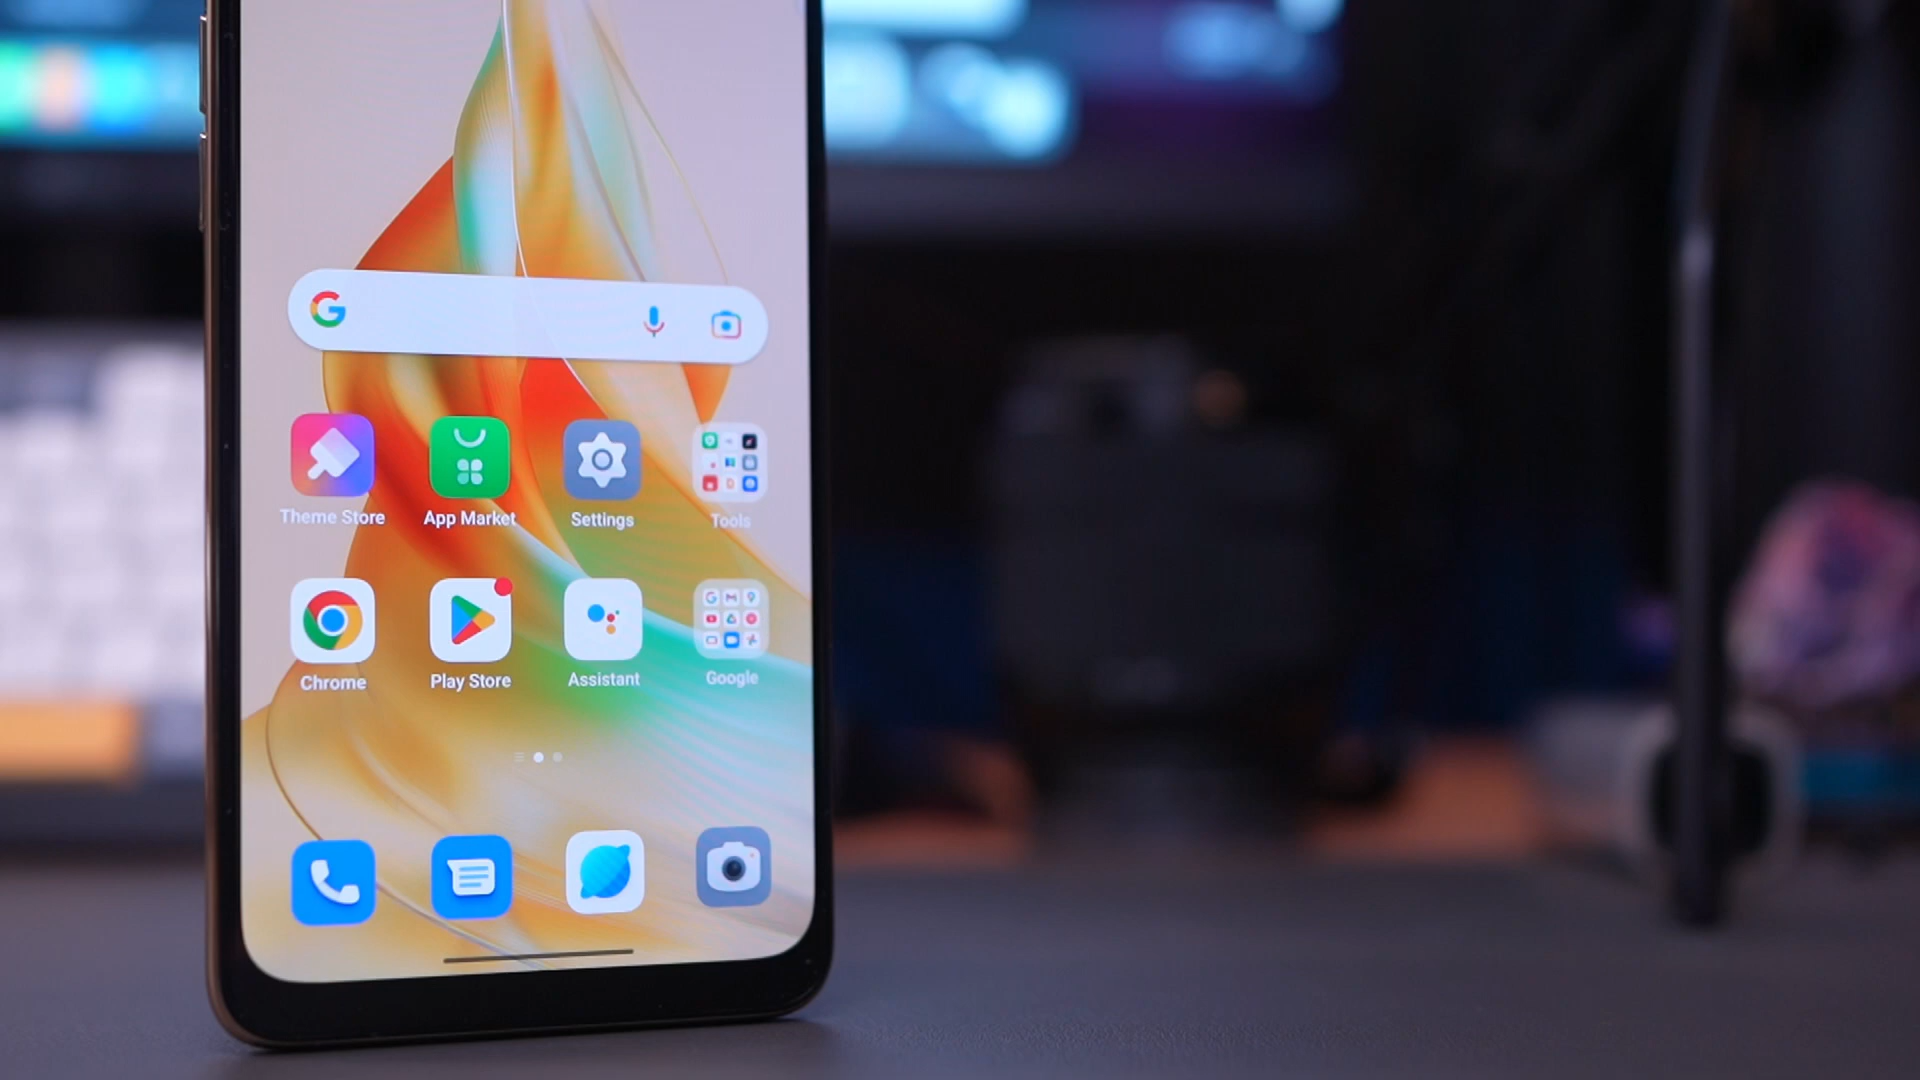 Theme Store
App Market
Settings
Tools
Chrome
Play Store
Assistant
Google